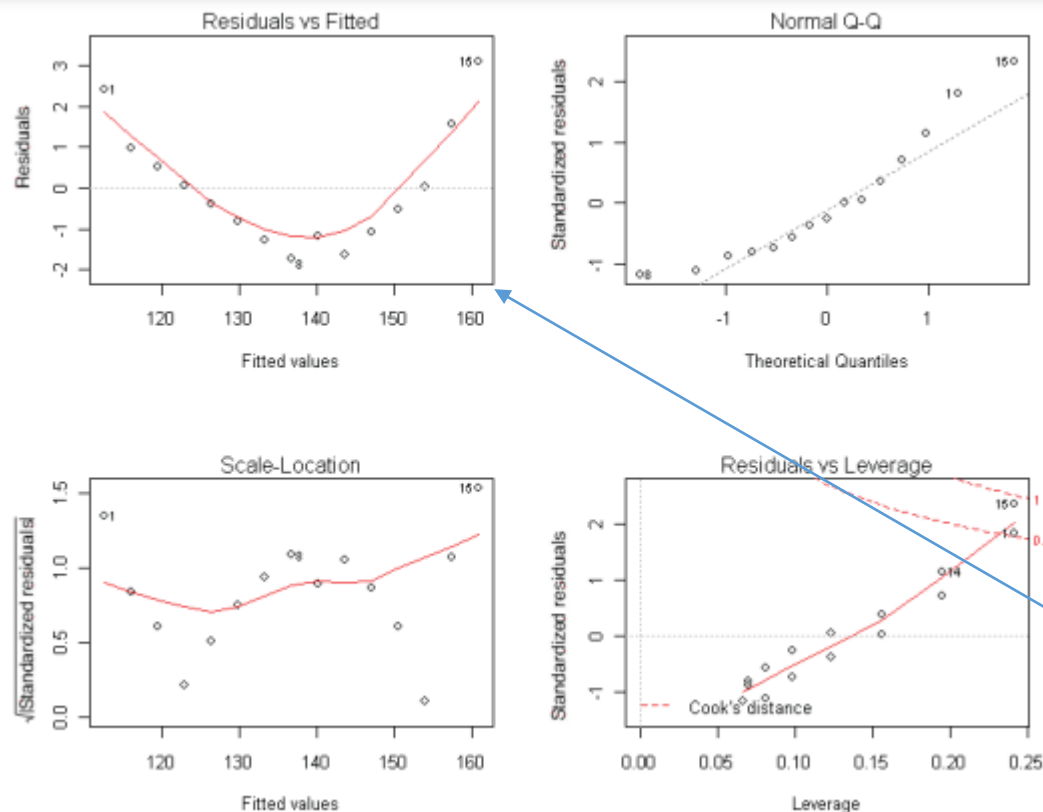 Residuals vs Fitted
Residuals
3
2
1
0
-1
-2
1
15
8
120 130 140 150 160
Fitted values
Normal Q-Q
Standardized residuals
2
1
0
-1
15
1
8
-1 0 1
Theoretical Quantiles
Scale-Location
√|Standardized residuals|
1.5
1.0
0.5
0.0
1
15
8
120 130 140 150 160
Fitted values
Residuals vs Leverage
Standardized residuals
2
1
0
-1
15
1
14
1
0.
Cook's distance
0.00 0.05 0.10 0.15 0.20 0.25
Leverage